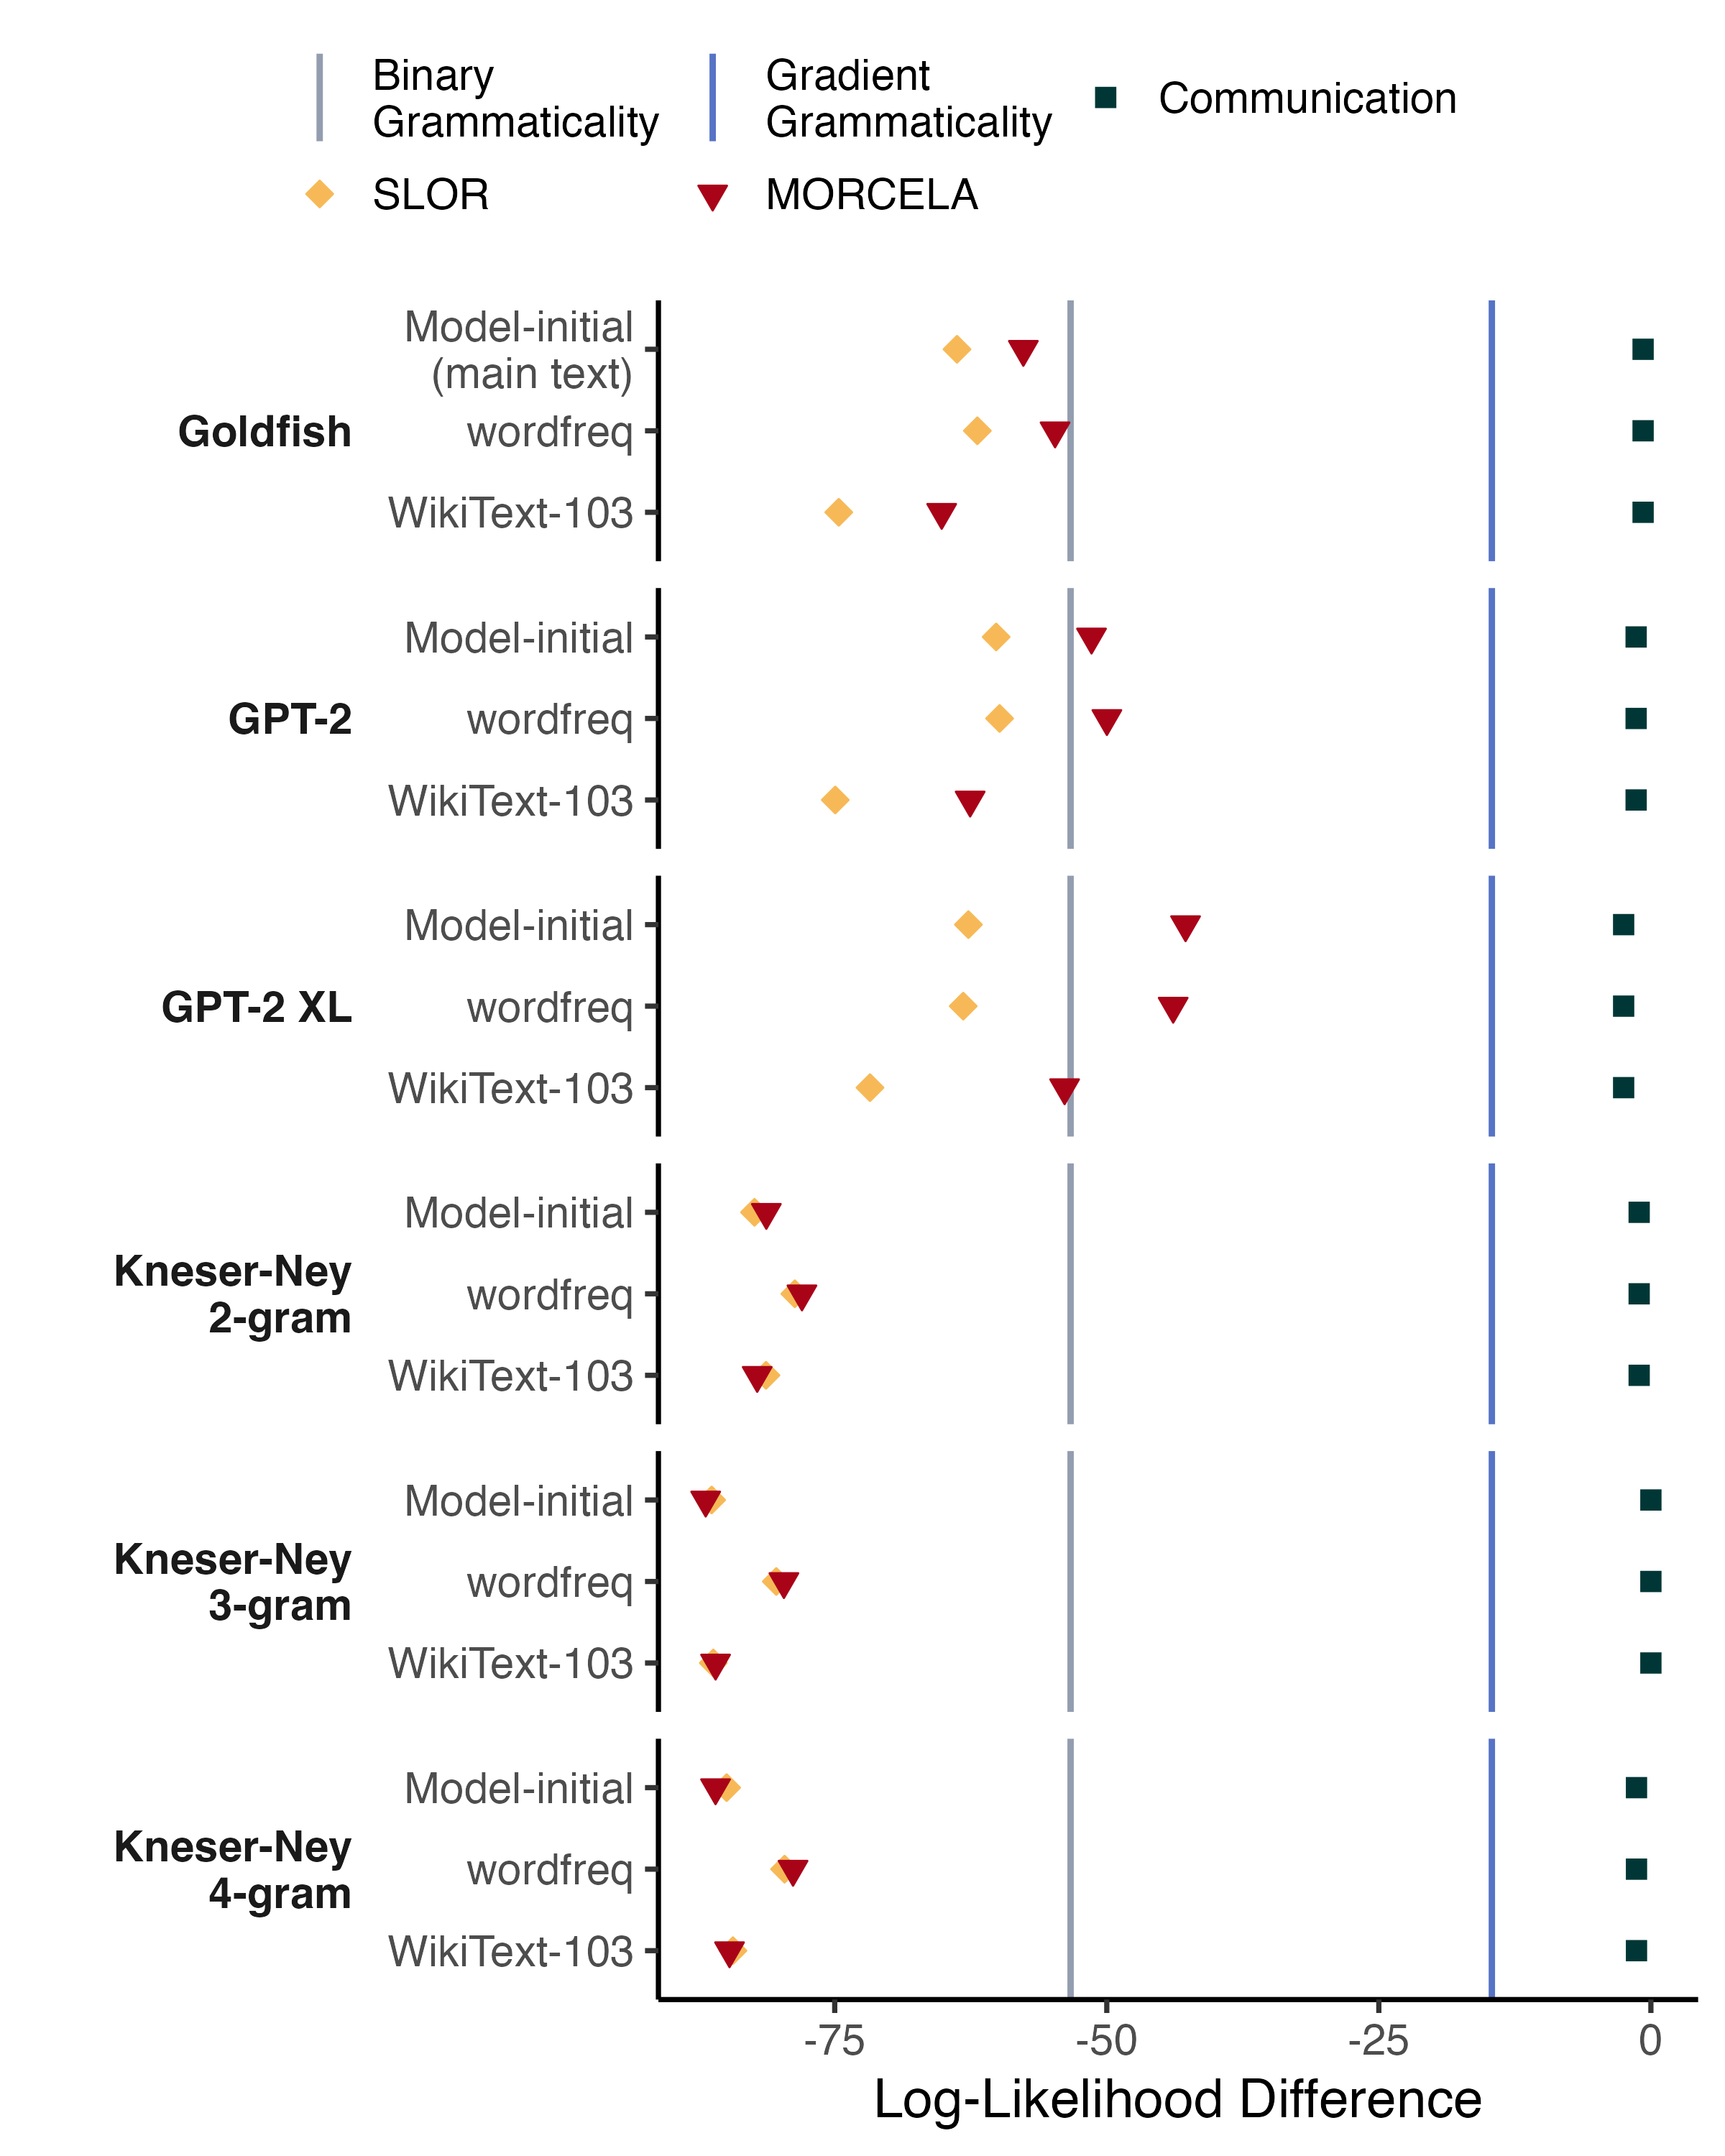 Binary
Grammaticality
Gradient
Grammaticality
Communication
SLOR
MORCELA
Goldfish
Model-initial
(main text)
wordfreq
WikiText-103
GPT-2
Model-initial
wordfreq
WikiText-103
GPT-2 XL
Model-initial
wordfreq
WikiText-103
Kneser-Ney
2-gram
Model-initial
wordfreq
WikiText-103
Kneser-Ney
3-gram
Model-initial
wordfreq
WikiText-103
Kneser-Ney
4-gram
Model-initial
wordfreq
WikiText-103
-75
-50
-25
0
Log-Likelihood Difference